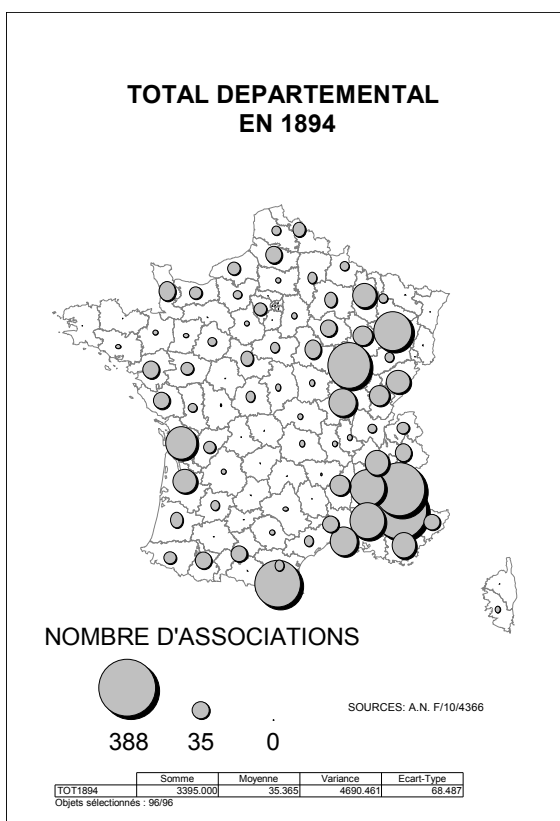 TOTAL DEPARTEMENTAL
EN 1894
NOMBRE D'ASSOCIATIONS
SOURCES: A.N. F/10/4366
388 35 0
Somme Moyenne Variance Ecart-Type
TOT1894 3395.000 35.365 4690.461 68.487
Objets sélectionnés : 96/96